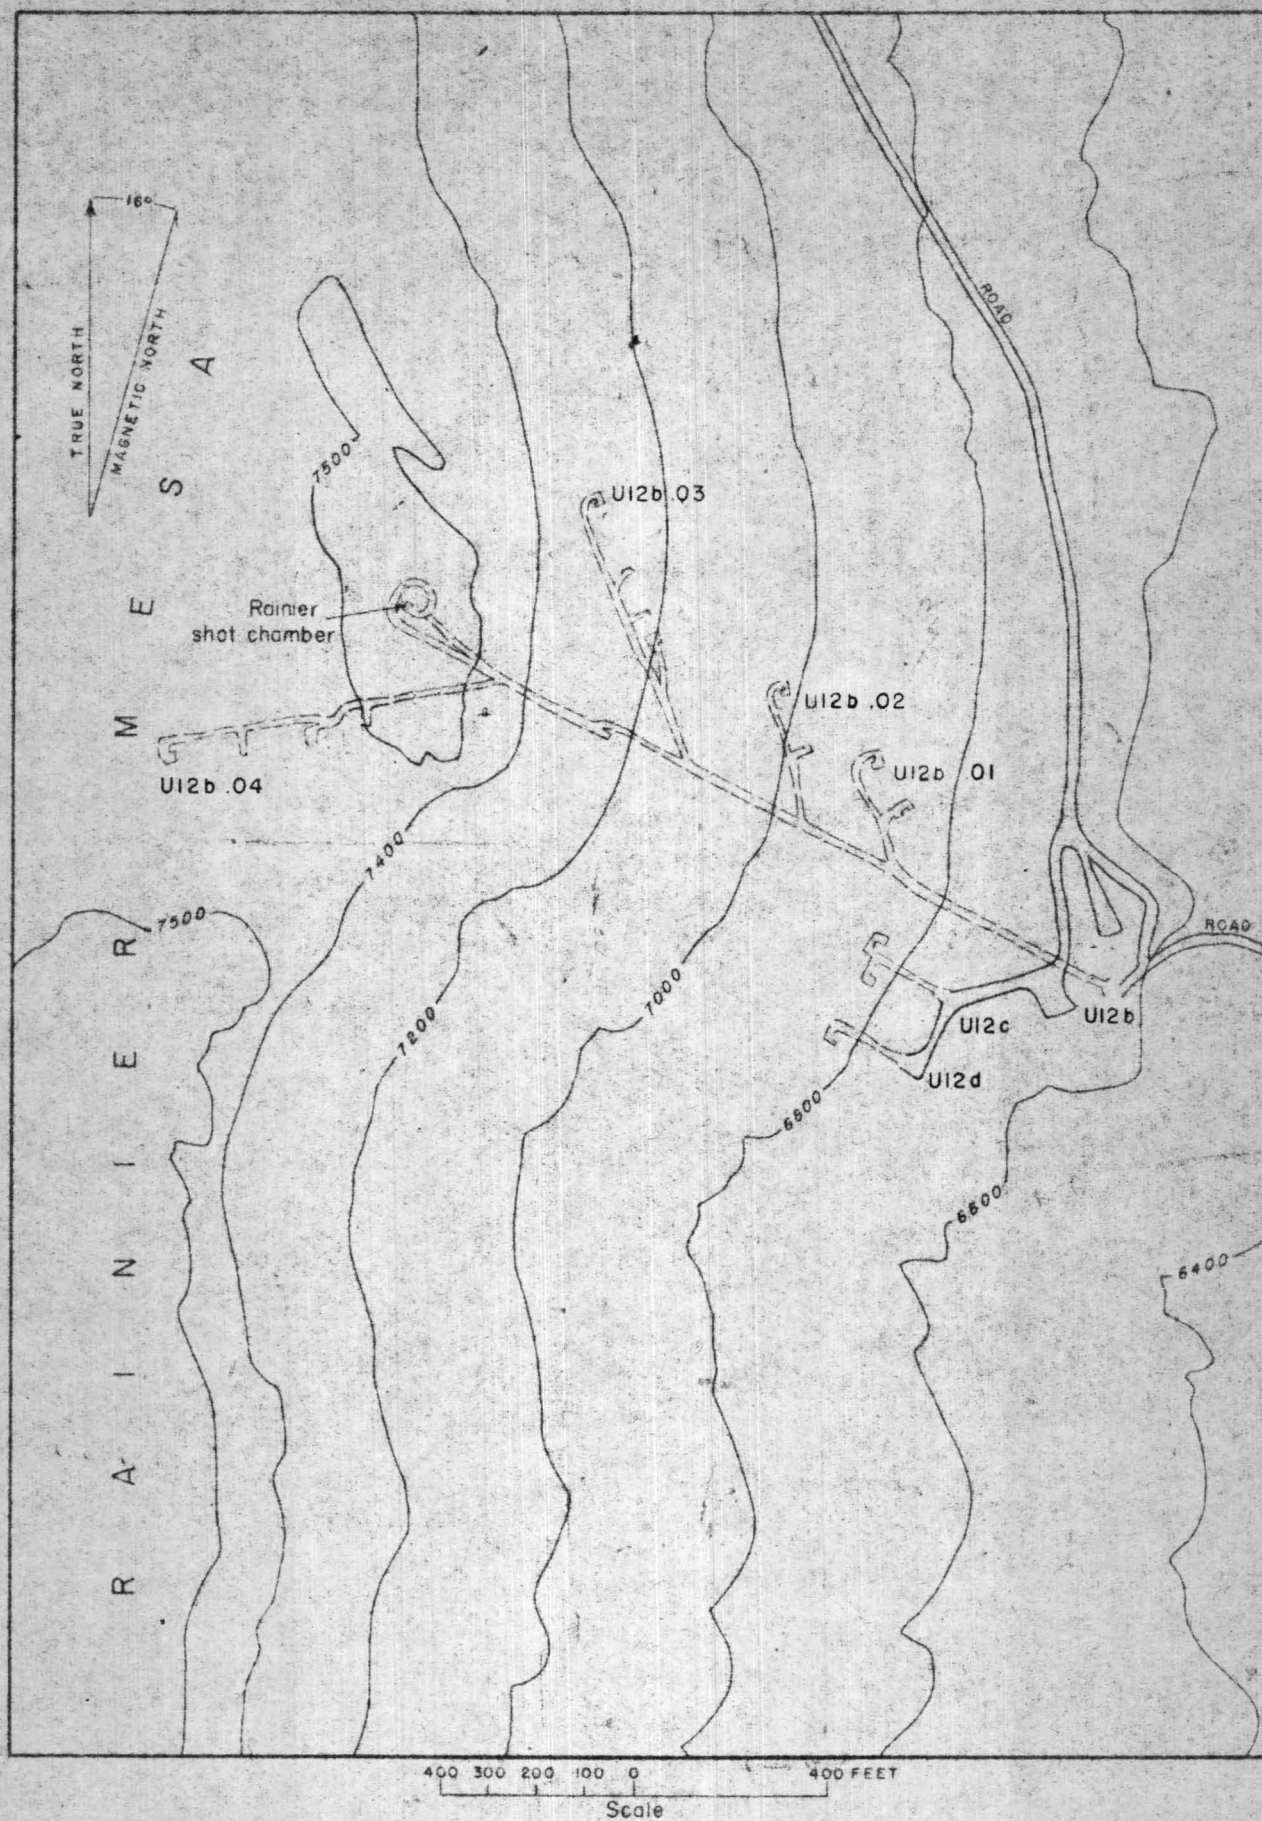 16°
TRUE NORTH
MAGNETIC NORTH
RAINIER MESA
ROAD
7500
U12b.03
Rainier
shot chamber
U12b .02
U12b .01
U12b .04
7400
7500
ROAD
7000
7200
U12c
U12b
U12d
6800
6600
6400
400 300 200 100 0 400 FEET
Scale